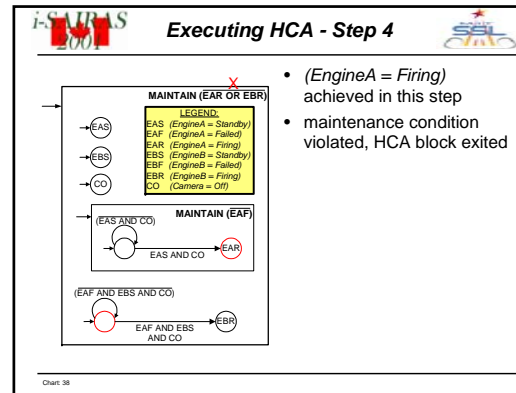 i-SAIRAS
2001
Executing HCA - Step 4
SSL
• (EngineA = Firing)
achieved in this step
• maintenance condition
violated, HCA block exited
X
MAINTAIN (EAR OR EBR)
LEGEND:
EAS (EngineA = Standby)
EAF (EngineA = Failed)
EAR (EngineA = Firing)
EBS (EngineB = Standby)
EBF (EngineB = Failed)
EBR (EngineB = Firing)
CO (Camera = Off)
EAS
EBS
CO
MAINTAIN (EAF)
(EAS AND CO)
EAS AND CO
EAR
(EAF AND EBS AND CO)
EAF AND EBS
AND CO
EBR
Chart: 38